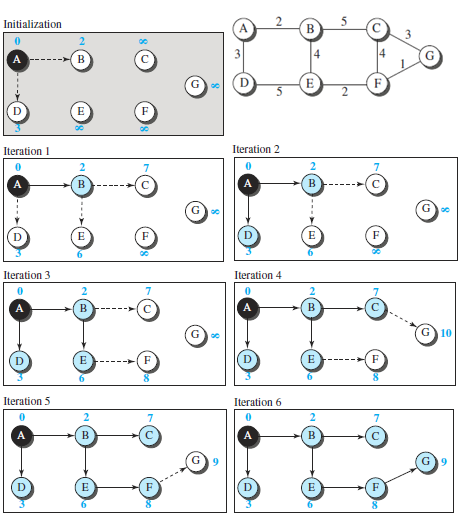 Initialization
0 2 ∞
A B C
G ∞
D E F
3 ∞ ∞
2 5
A B C
3
3 4 4 G
1
D E F
5 2
Iteration 1
0 2 7
A B C
G ∞
D E F
3 6 ∞
Iteration 2
0 2 7
A B C
G ∞
D E F
3 6 ∞
Iteration 3
0 2 7
A B C
G ∞
D E F
3 6 8
Iteration 4
0 2 7
A B C
G 10
D E F
3 6 8
Iteration 5
0 2 7
A B C
G 9
D E F
3 6 8
Iteration 6
0 2 7
A B C
G 9
D E F
3 6 8